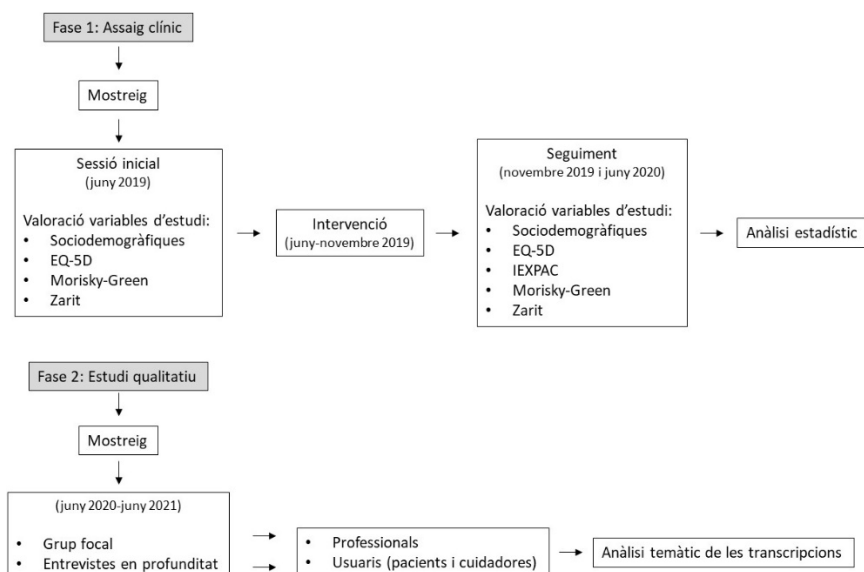 Fase 1: Assaig clínic
Mostreig
Sessió inicial
(juny 2019)
Valoració variables d'estudi:
• Sociodemogràfiques
• EQ-5D
• Morisky-Green
• Zarit
Intervenció
(juny-novembre 2019)
Seguiment
(novembre 2019 i juny 2020)
Valoració variables d'estudi:
• Sociodemogràfiques
• EQ-5D
• IEXPAC
• Morisky-Green
• Zarit
Anàlisi estadístic
Fase 2: Estudi qualitatiu
Mostreig
(juny 2020-juny 2021)
• Grup focal
• Entrevistes en profunditat
• Professionals
• Usuaris (pacients i cuidadores)
Anàlisi temàtic de les transcripcions